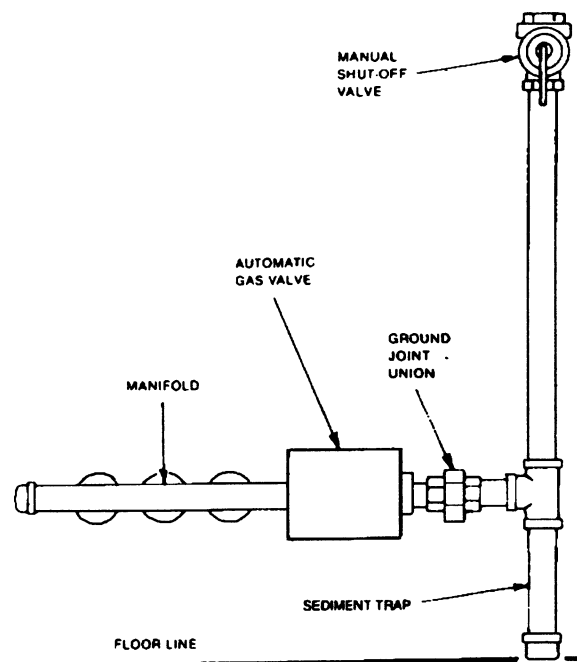 MANUAL
SHUT-OFF
VALVE
AUTOMATIC
GAS VALVE
GROUND
JOINT
UNION
MANIFOLD
SEDIMENT TRAP
FLOOR LINE